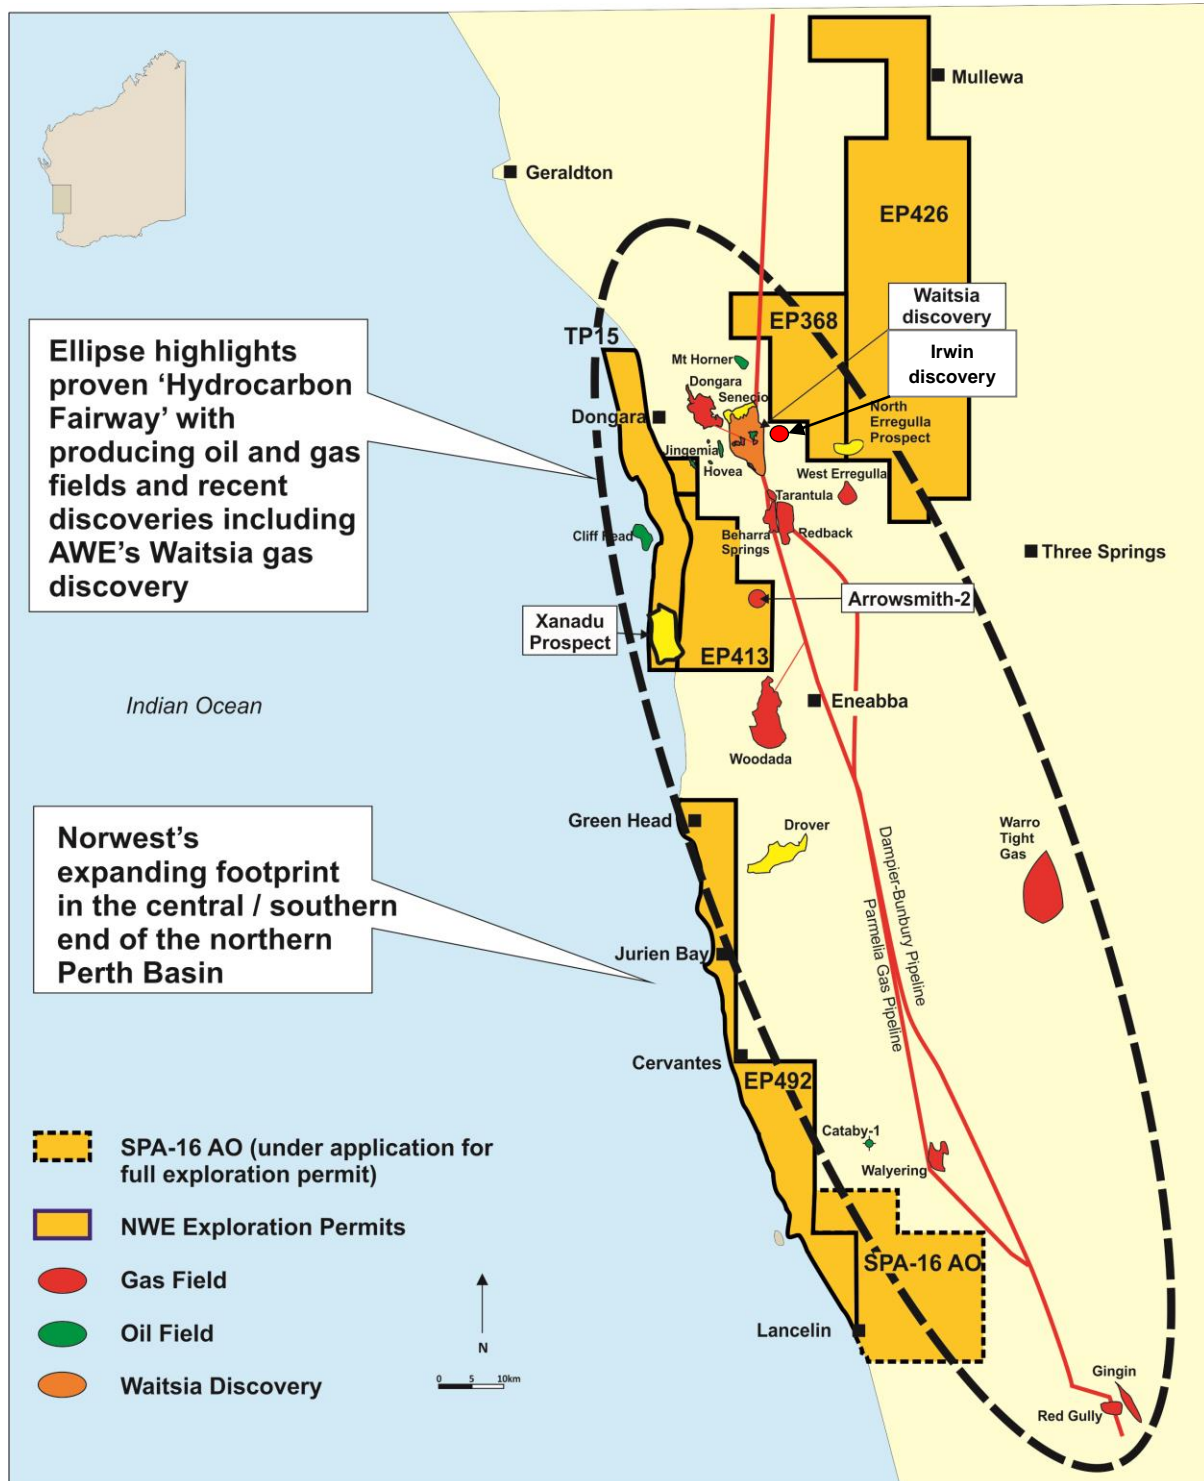 Mullewa
Geraldton
EP426
Waitsia
discovery
EP368
Irwin
discovery
TP15
Ellipse highlights
proven ‘Hydrocarbon
Fairway’ with
producing oil and gas
fields and recent
discoveries including
AWE’s Waitsia gas
discovery
Mt Horner
Dongara
Senecio
Dongara
North
Erregulla
Prospect
Jingemia
Hovea
West Erregulla
Tarantula
Cliff Head
Beharra
Springs
Redback
Three Springs
Arrowsmith-2
Xanadu
Prospect
EP413
Indian Ocean
Eneabba
Woodada
Norwest’s
expanding footprint
in the central / southern
end of the northern
Perth Basin
Green Head
Drover
Warro
Tight
Gas
Dampier-Bunbury Pipeline
Parmelia Gas Pipeline
Jurien Bay
Cervantes
EP492
Cataby-1
Walyering
SPA-16 AO
Lancelin
Gingin
Red Gully
SPA-16 AO (under application for
full exploration permit)
NWE Exploration Permits
Gas Field
Oil Field
Waitsia Discovery
N
0 5 10km